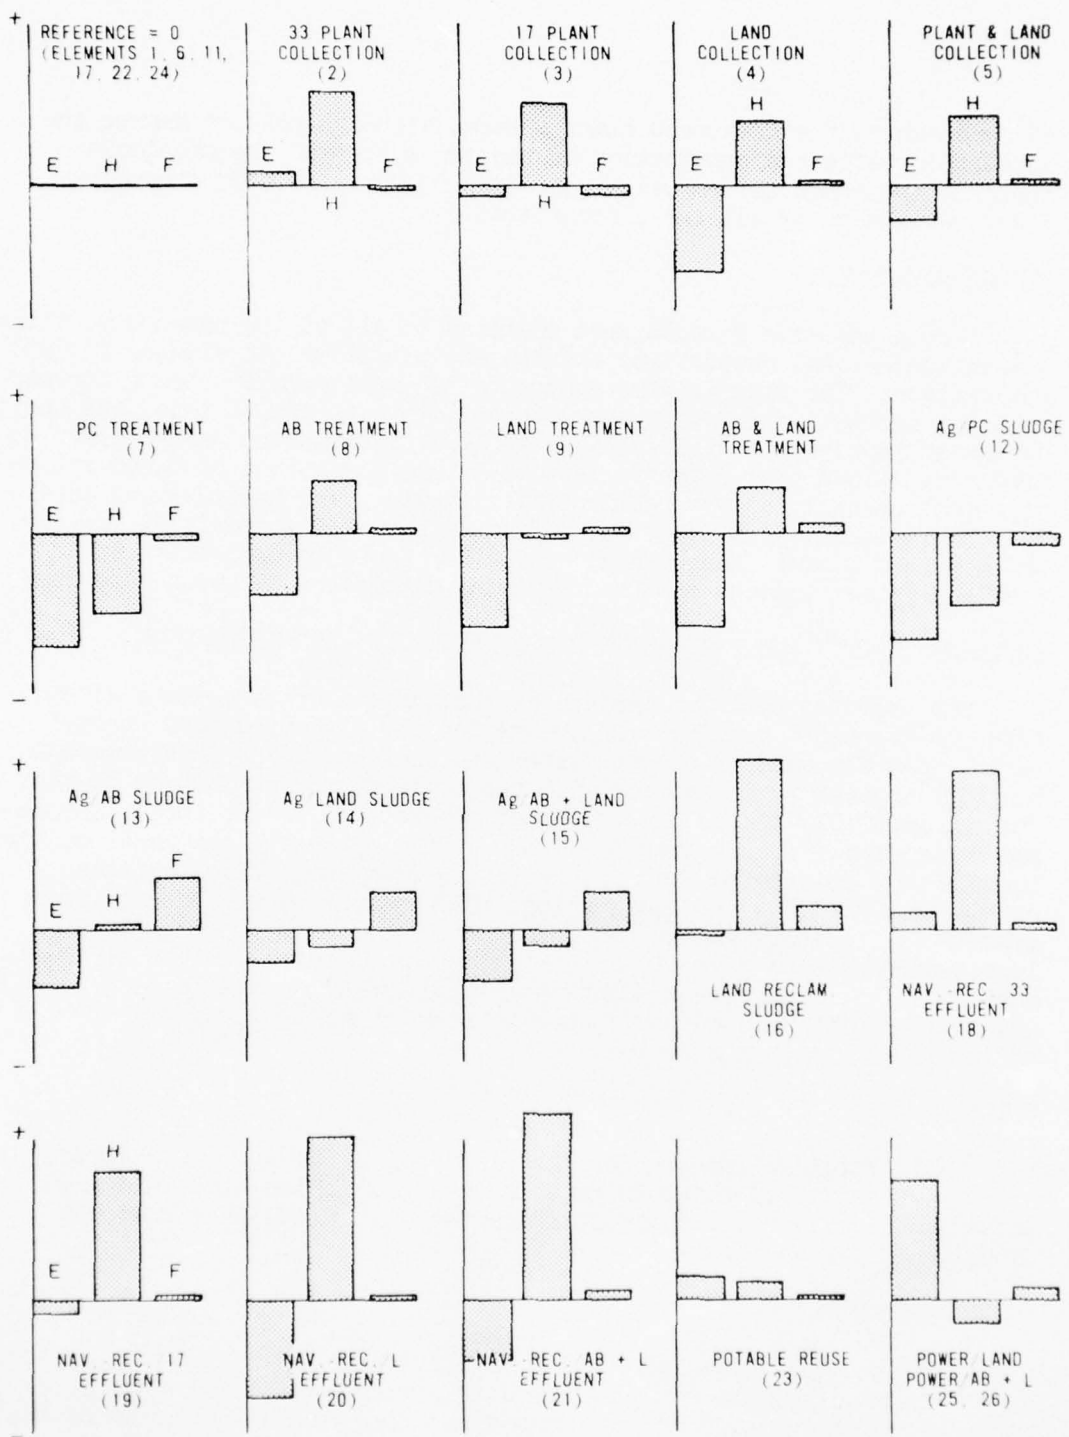 +
REFERENCE = 0
(ELEMENTS 1, 6, 11,
17, 22, 24)
E H F
33 PLANT
COLLECTION
(2)
E
F
H
17 PLANT
COLLECTION
(3)
E
F
H
LAND
COLLECTION
(4)
H
E
F
PLANT & LAND
COLLECTION
(5)
H
E
F
−
+
PC TREATMENT
(7)
E H F
AB TREATMENT
(8)
LAND TREATMENT
(9)
AB & LAND
TREATMENT
Ag PC SLUDGE
(12)
−
+
Ag AB SLUDGE
(13)
F
H
E
Ag LAND SLUDGE
(14)
Ag AB + LAND
SLUDGE
(15)
LAND RECLAM
SLUDGE
(16)
NAV.-REC. 33
EFFLUENT
(18)
−
+
H
E
F
NAV.-REC. 17
EFFLUENT
(19)
NAV.-REC./L
EFFLUENT
(20)
NAV.-REC. AB + L
EFFLUENT
(21)
POTABLE REUSE
(23)
POWER/LAND
POWER/AB + L
(25, 26)
−